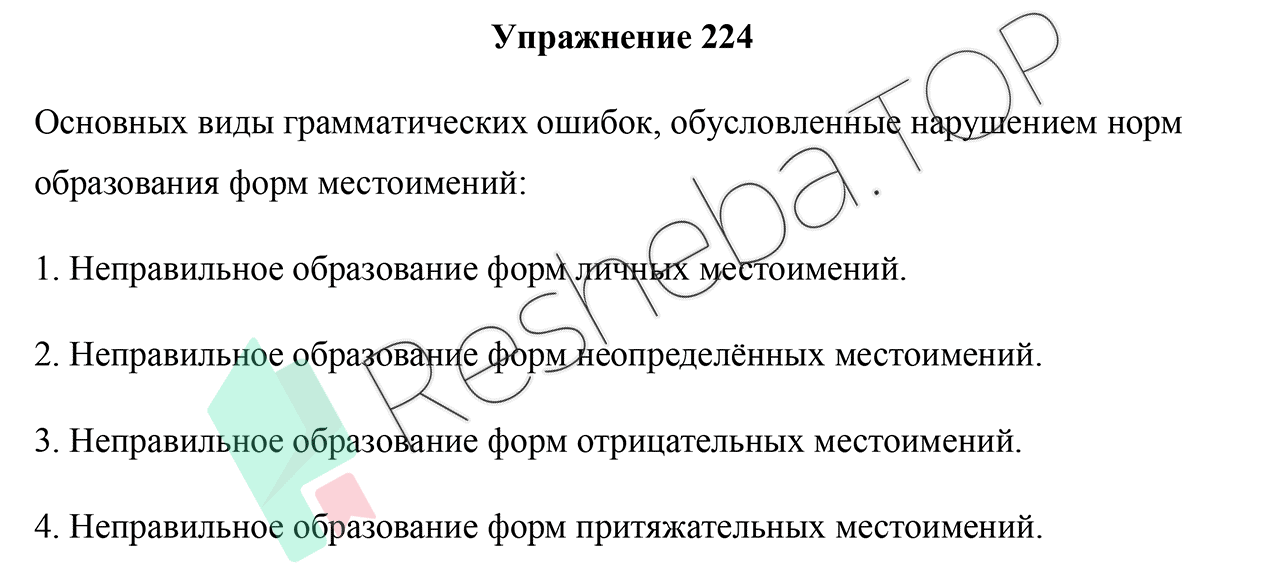 Упражнение 224
Основных виды грамматических ошибок, обусловленные нарушением норм
образования форм местоимений:
1. Неправильное образование форм личных местоимений.
2. Неправильное образование форм неопределённых местоимений.
3. Неправильное образование форм отрицательных местоимений.
4. Неправильное образование форм притяжательных местоимений.
Resheba.TOP